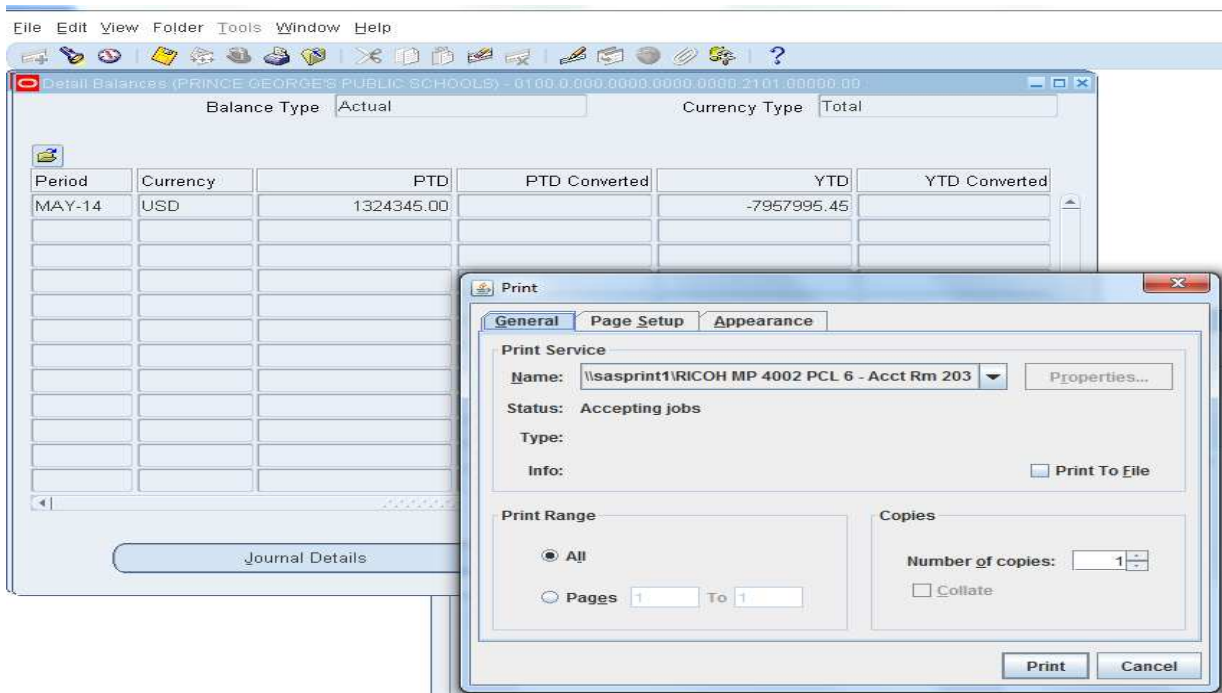 File Edit View Folder Tools Window Help
Detail Balances (PRINCE GEORGE'S PUBLIC SCHOOLS) - 0100.0.000.0000.0000.0000.2101.00000.00
Balance Type Actual Currency Type Total
Period Currency PTD PTD Converted YTD YTD Converted
MAY-14 USD 1324345.00 -7957995.45
Journal Details
Print
General Page Setup Appearance
Print Service
Name: \\sasprint1\RICOH MP 4002 PCL 6 - Acct Rm 203 Properties...
Status: Accepting jobs
Type:
Info: Print To File
Print Range Copies
All Number of copies: 1
Pages 1 To 1 Collate
Print Cancel